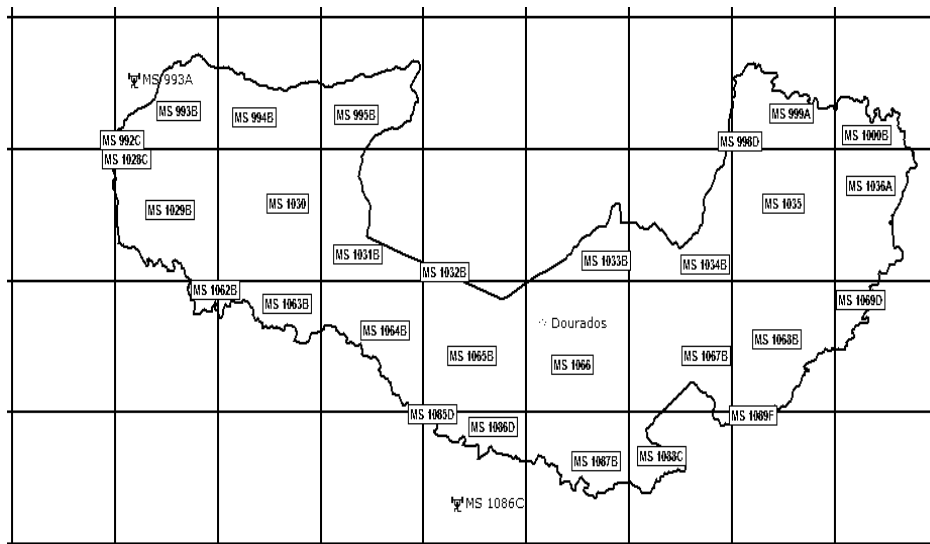 MS 993A
MS 993B
MS 994B
MS 995B
MS 999A
MS 992C
MS 998D
MS 1000B
MS 1028C
MS 1029B
MS 1030
MS 1035
MS 1036A
MS 1031B
MS 1032B
MS 1033B
MS 1034B
MS 1062B
MS 1063B
MS 1069D
MS 1064B
Dourados
MS 1065B
MS 1066
MS 1067B
MS 1068B
MS 1085D
MS 1086D
MS 1089F
MS 1087B
MS 1088C
MS 1086C